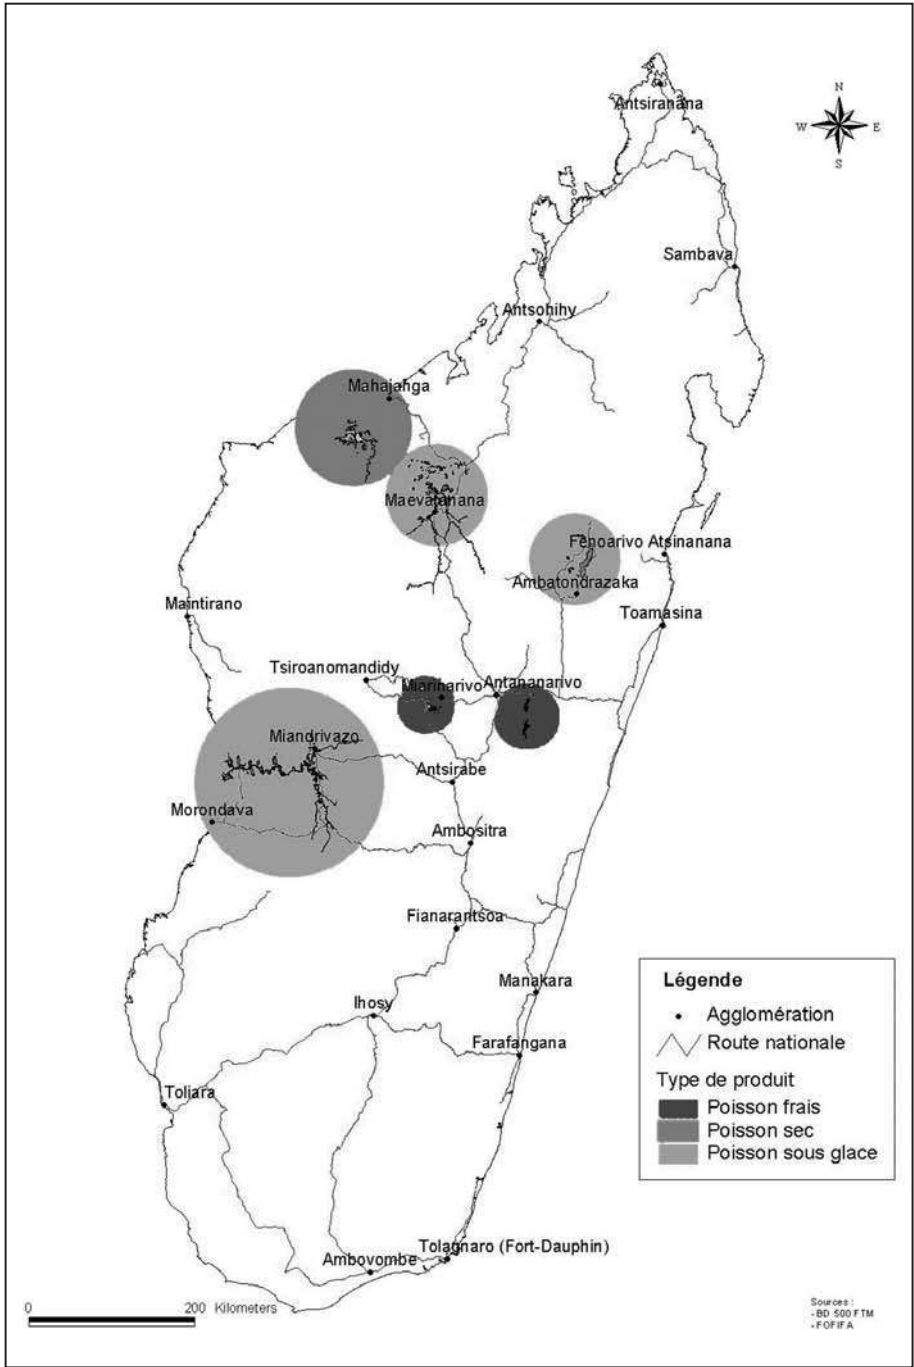 Antsiranana
N
W E
S
Sambava
Antsohihy
Mahajanga
Maevatanana
Fenoarivo Atsinanana
Ambatondrazaka
Maintirano
Toamasina
Tsiroanomandidy
Miarinarivo
Antananarivo
Miandrivazo
Antsirabe
Morondava
Ambositra
Fianarantsoa
Manakara
Ihosy
Farafangana
Toliara
Tolagnaro (Fort-Dauphin)
Ambovombe
Légende
Agglomération
Route nationale
Type de produit
Poisson frais
Poisson sec
Poisson sous glace
0 200 Kilometers
Sources :
- BD 500 FTM
- FOFIFA